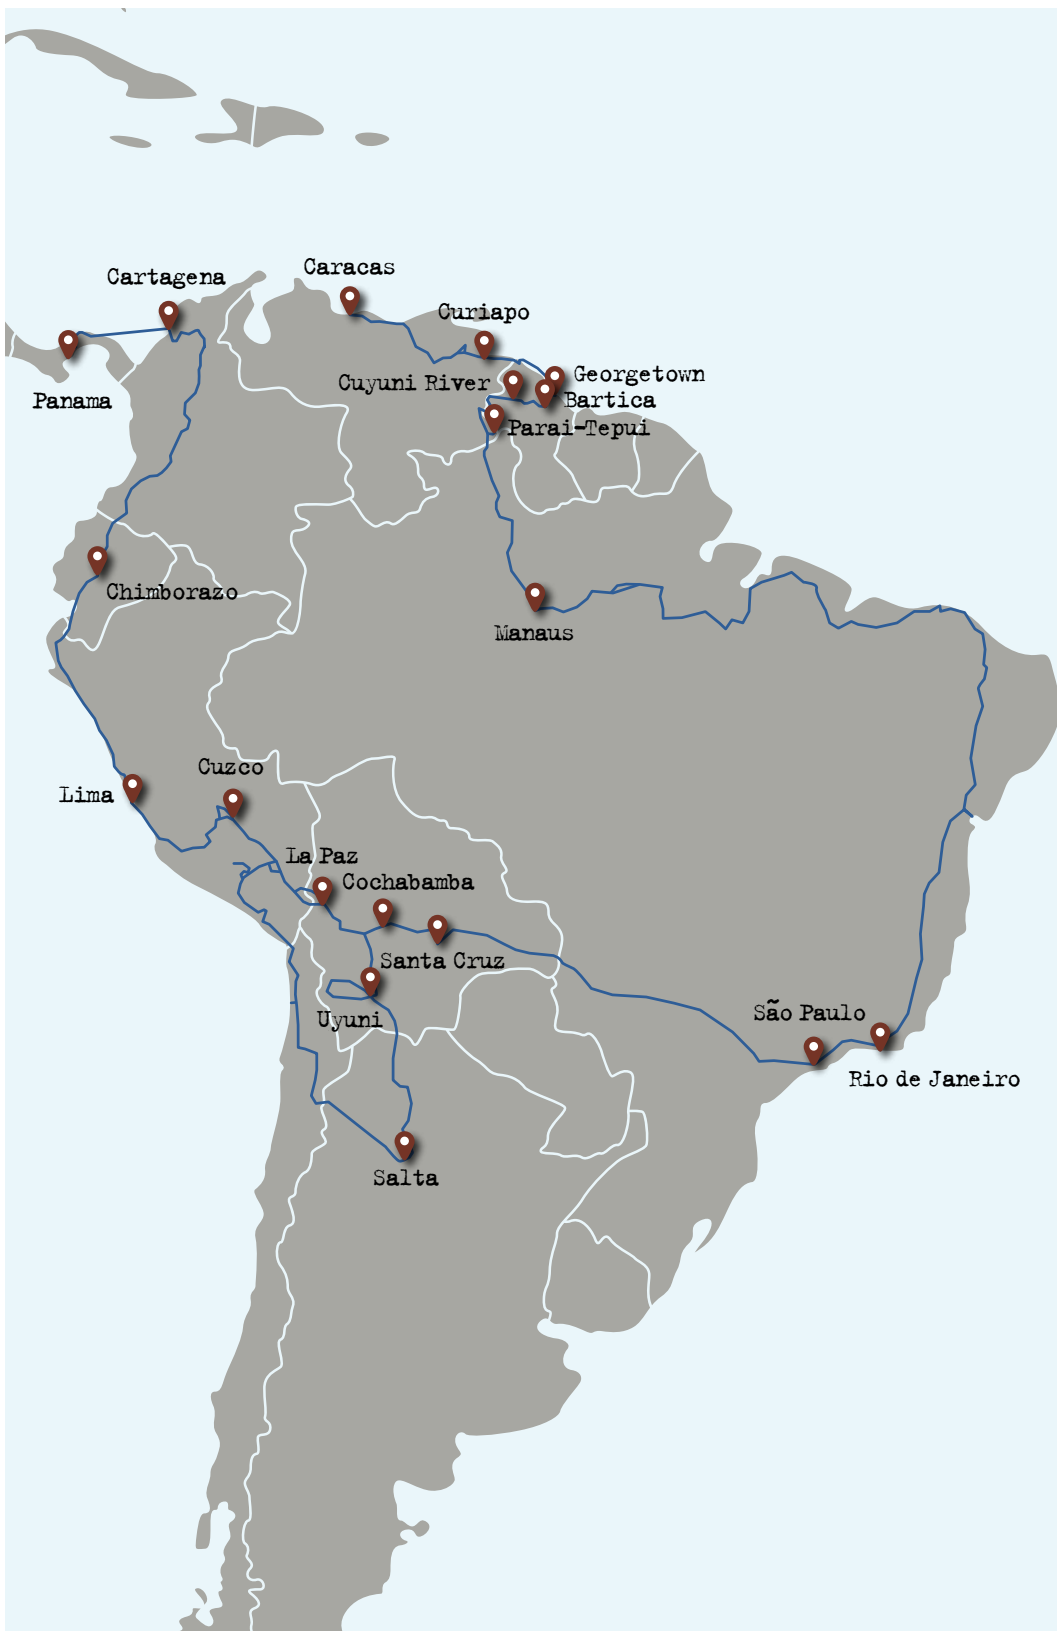 Caracas
Cartagena
Curiapo
Georgetown
Cuyuni River
Panama
Bartica
Parai-Tepui
Chimborazo
Manaus
Cuzco
Lima
La Paz
Cochabamba
Santa Cruz
São Paulo
Uyuni
Rio de Janeiro
Salta